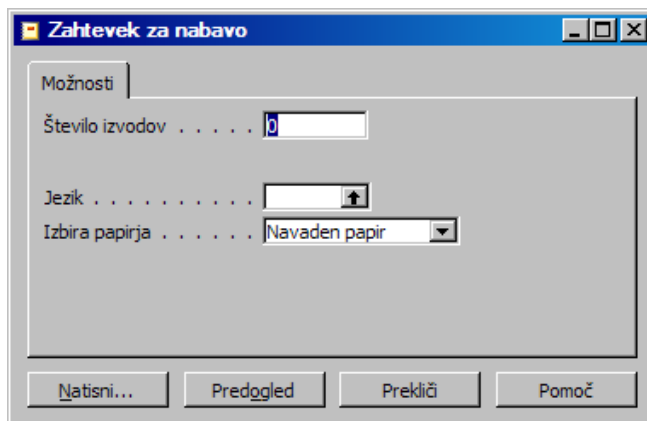 Zahtevek za nabavo
Možnosti
Število izvodov . . . . . 0
Jezik . . . . . . . . . .
Izbira papirja . . . . . . Navaden papir
Natisni... Predogled Prekliči Pomoč